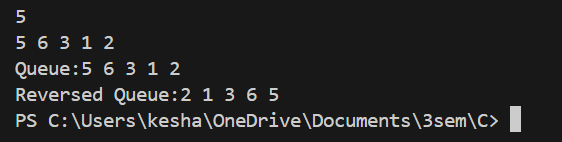 5
5 6 3 1 2
Queue:5 6 3 1 2
Reversed Queue:2 1 3 6 5
PS C:\Users\kesha\OneDrive\Documents\3sem\C>